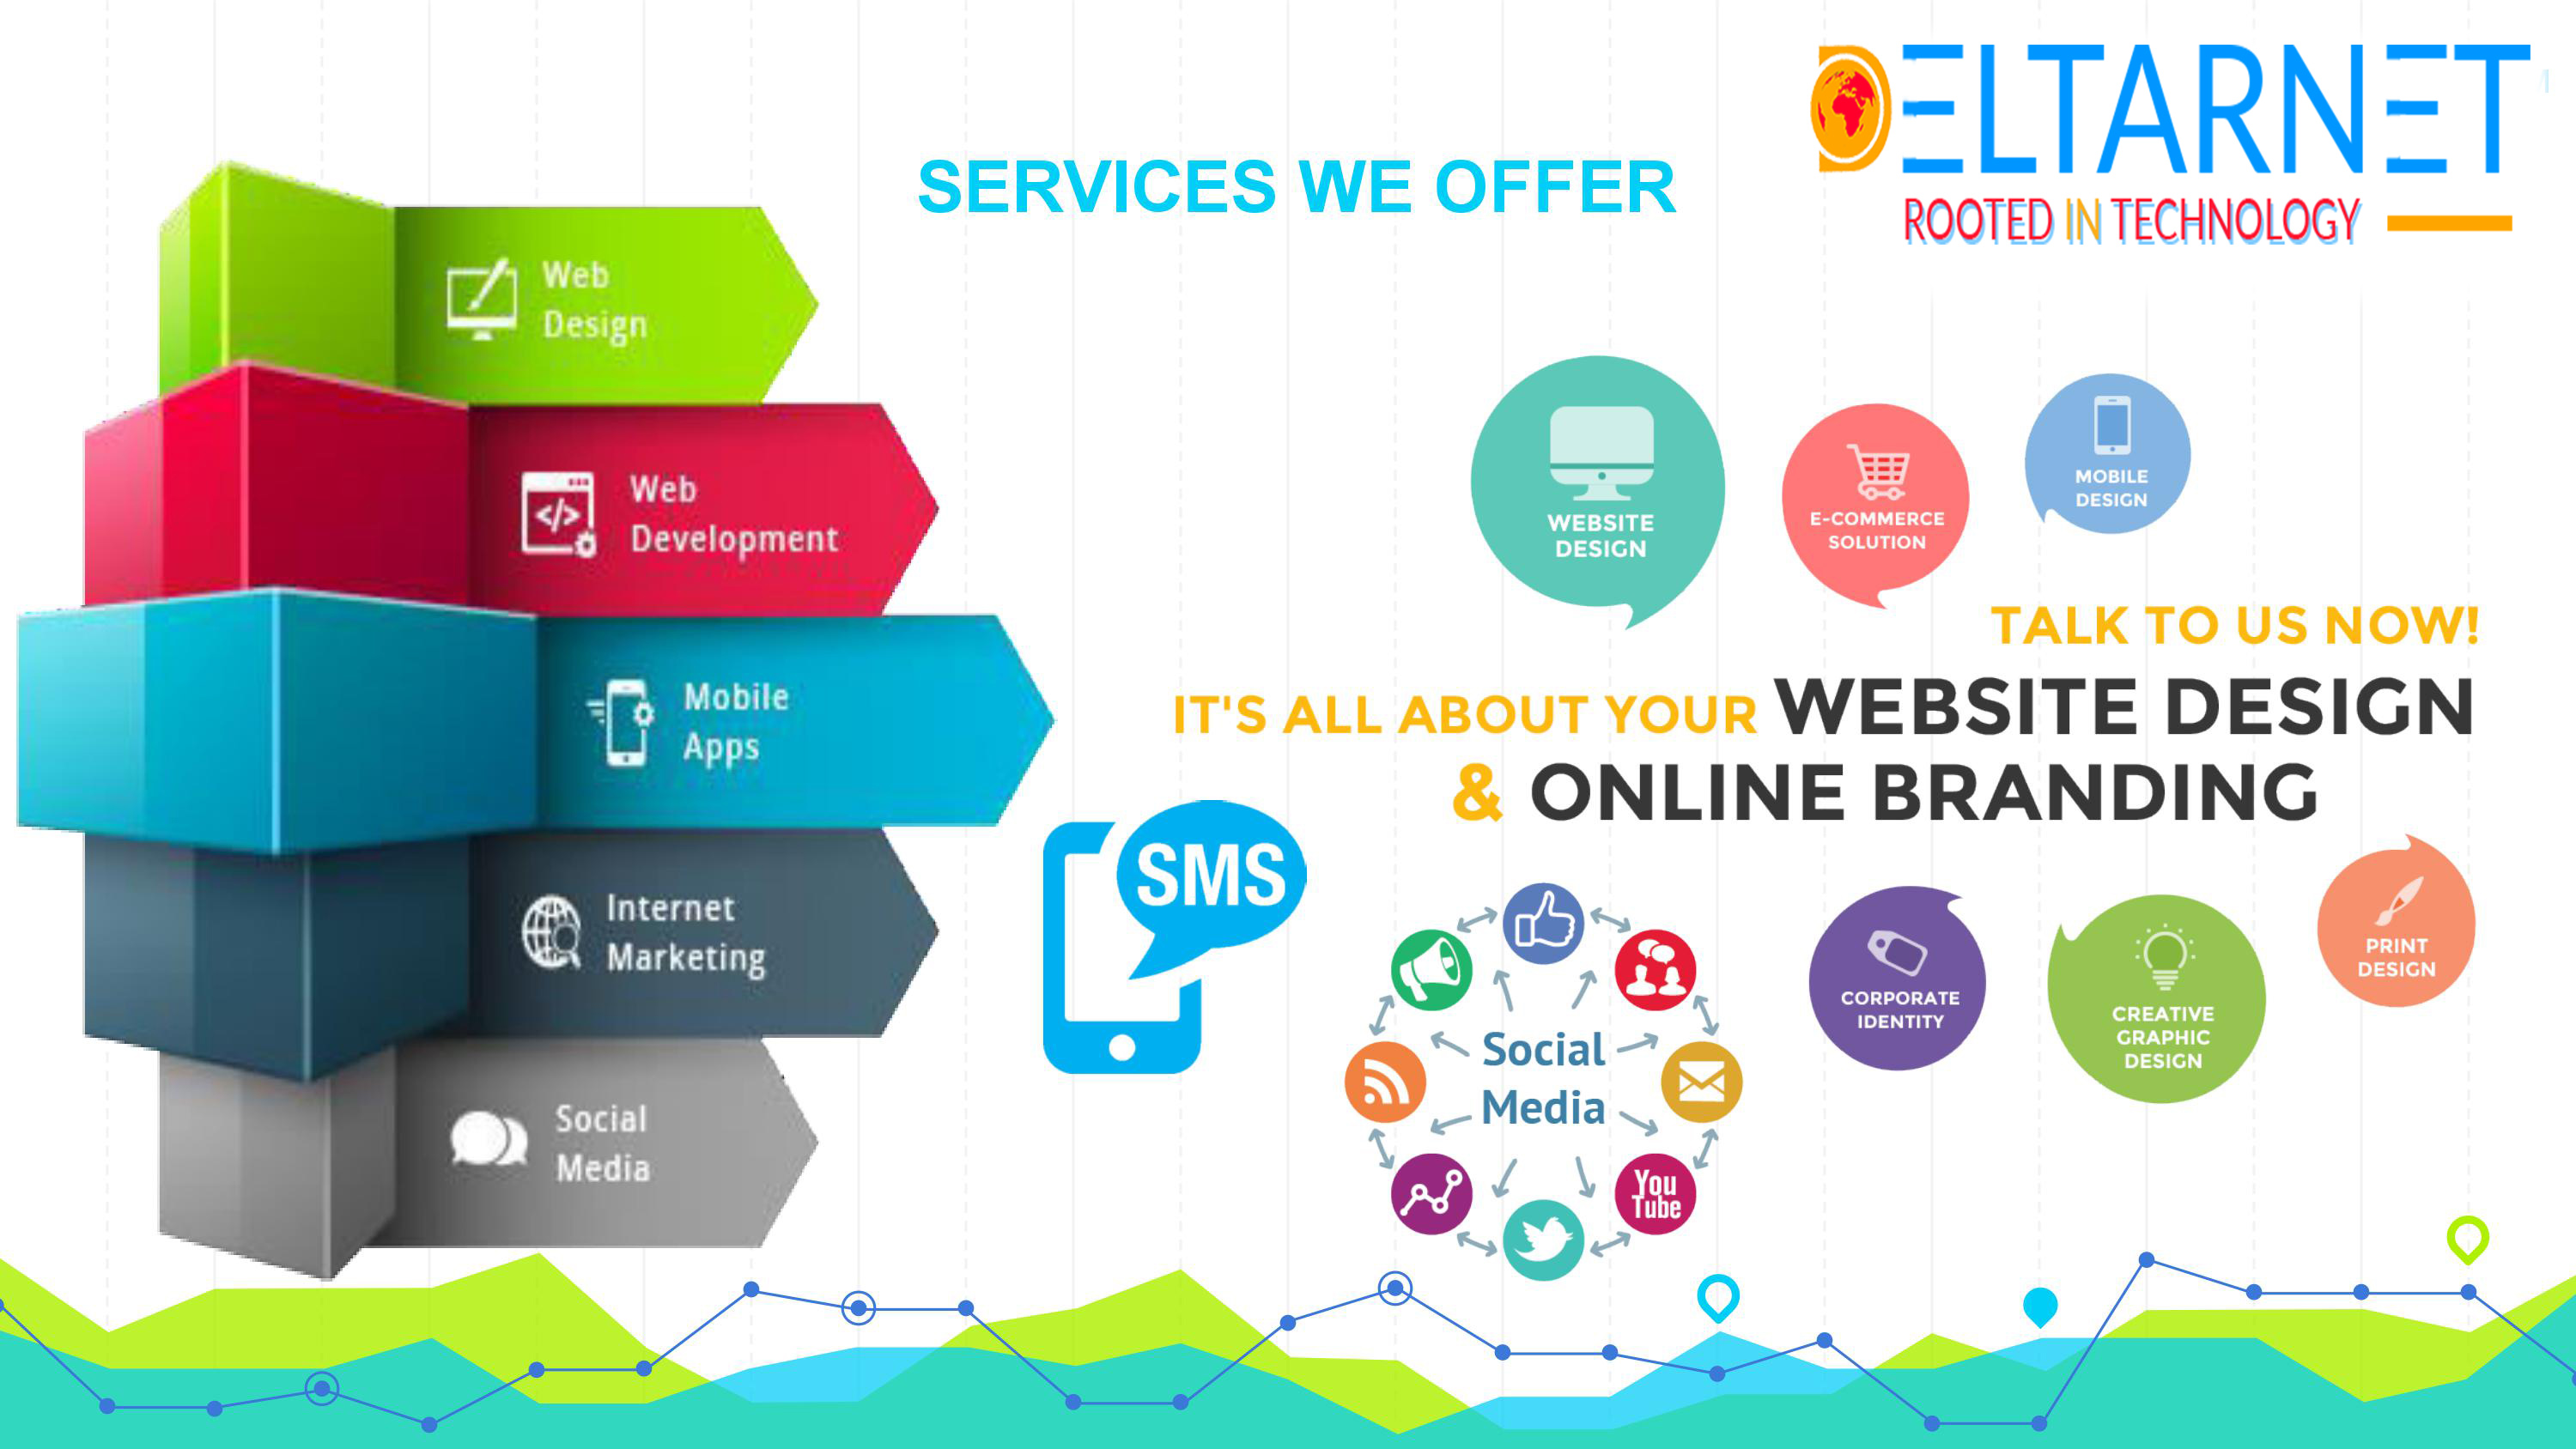 DELTARNET
ROOTED IN TECHNOLOGY
SERVICES WE OFFER
Web
Design
Web
Development
Mobile
Apps
Internet
Marketing
Social
Media
WEBSITE
DESIGN
E-COMMERCE
SOLUTION
MOBILE
DESIGN
TALK TO US NOW!
IT'S ALL ABOUT YOUR WEBSITE DESIGN
& ONLINE BRANDING
SMS
Social
Media
You
Tube
CORPORATE
IDENTITY
CREATIVE
GRAPHIC
DESIGN
PRINT
DESIGN